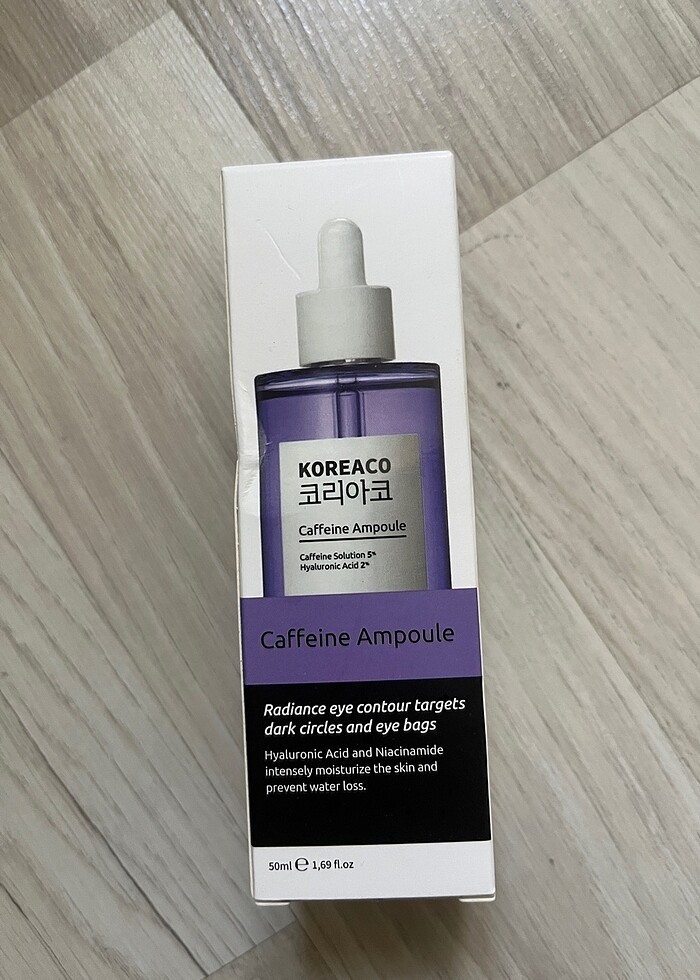 KOREACO
코리아코
Caffeine Ampoule
Caffeine Solution 5%
Hyaluronic Acid 2%
Caffeine Ampoule
Radiance eye contour targets
dark circles and eye bags
Hyaluronic Acid and Niacinamide
intensely moisturize the skin and
prevent water loss.
50ml ℮ 1,69 fl.oz